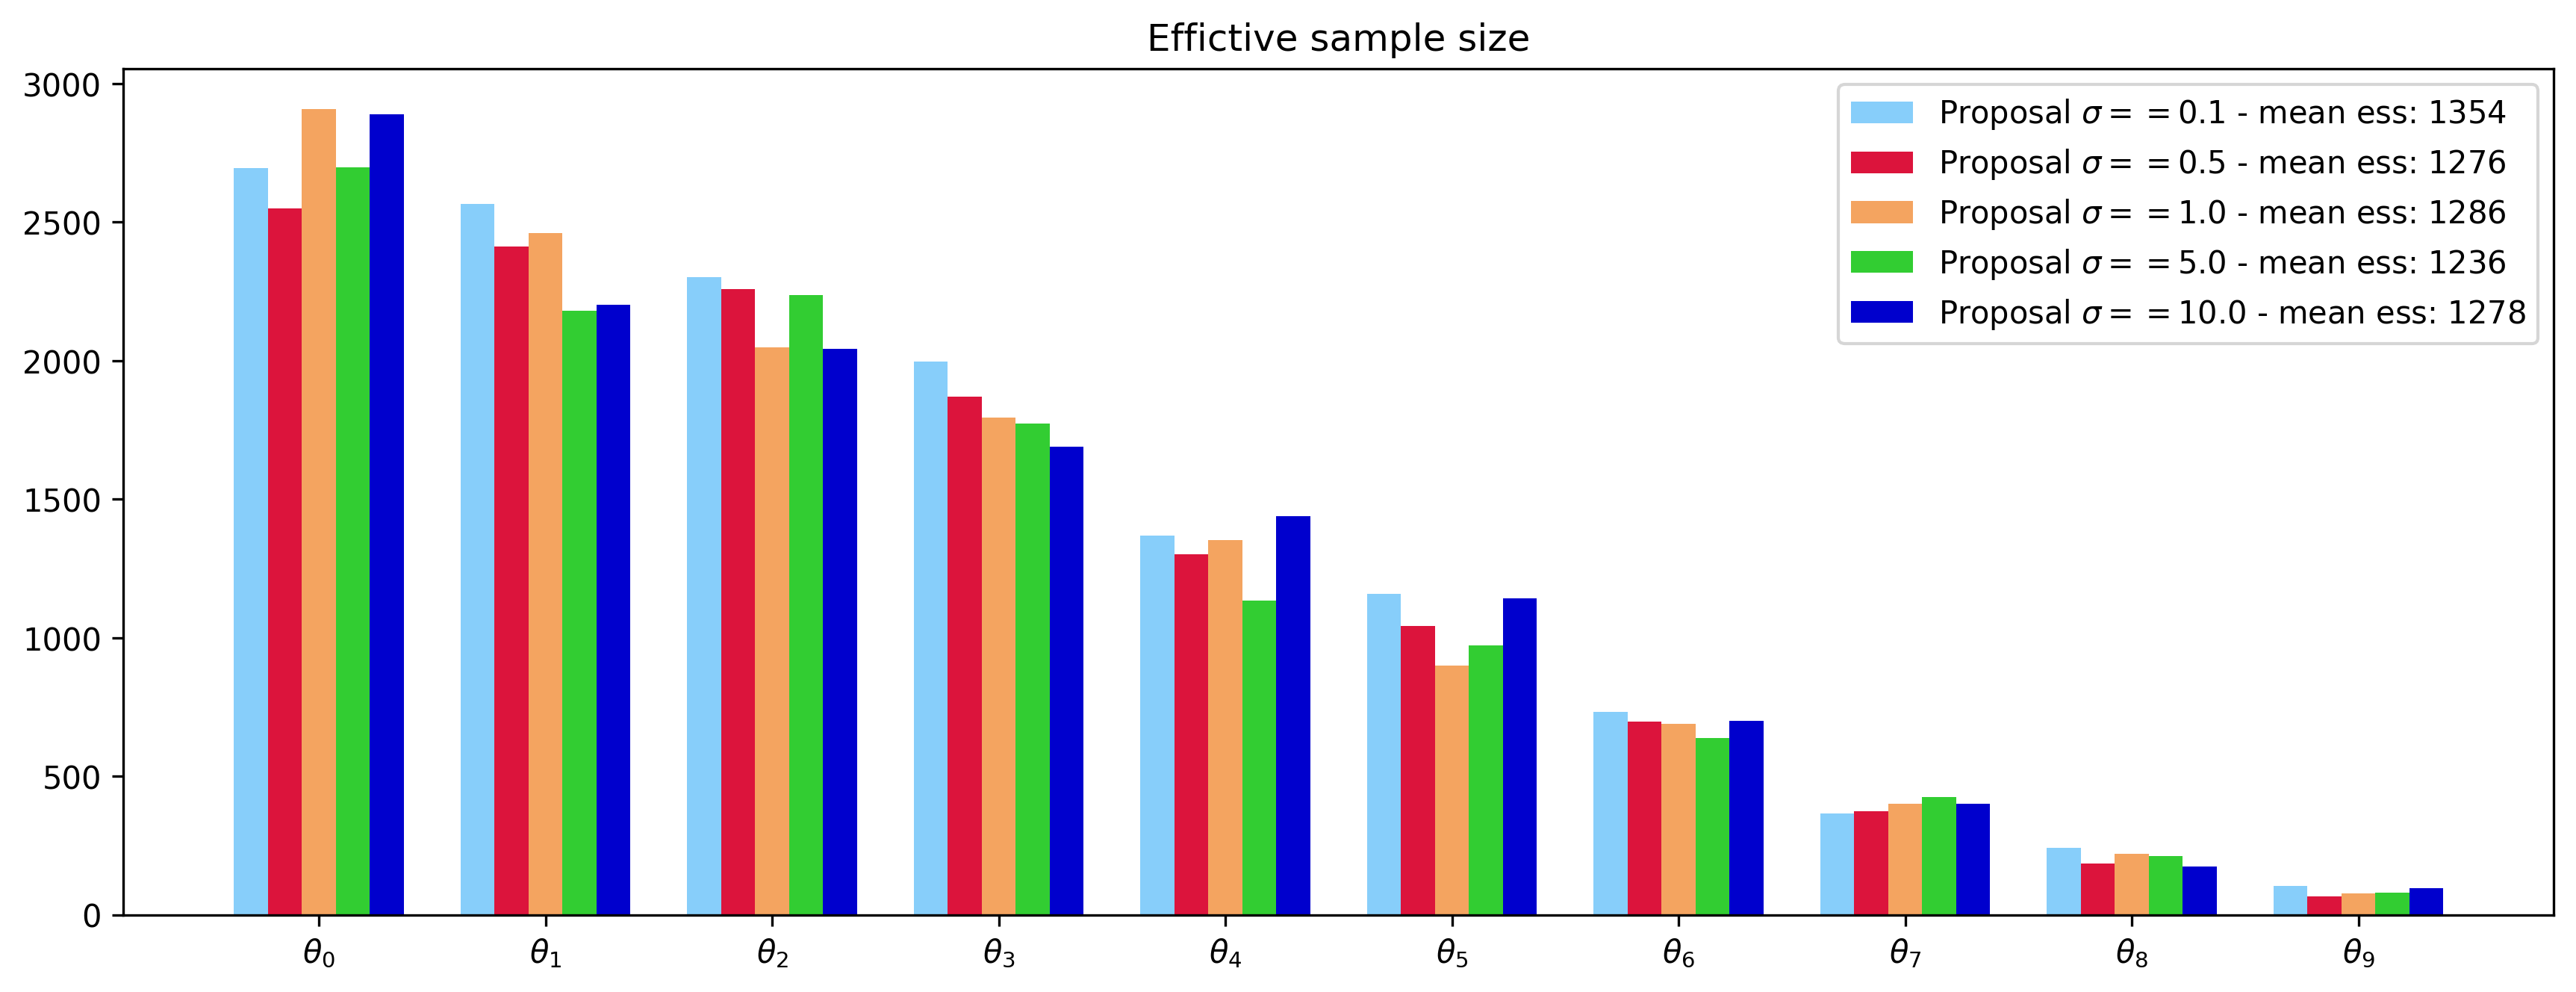 Effictive sample size
3000
2500
2000
1500
1000
500
0
Proposal σ = = 0.1 - mean ess: 1354
Proposal σ = = 0.5 - mean ess: 1276
Proposal σ = = 1.0 - mean ess: 1286
Proposal σ = = 5.0 - mean ess: 1236
Proposal σ = = 10.0 - mean ess: 1278
θ₀ θ₁ θ₂ θ₃ θ₄ θ₅ θ₆ θ₇ θ₈ θ₉